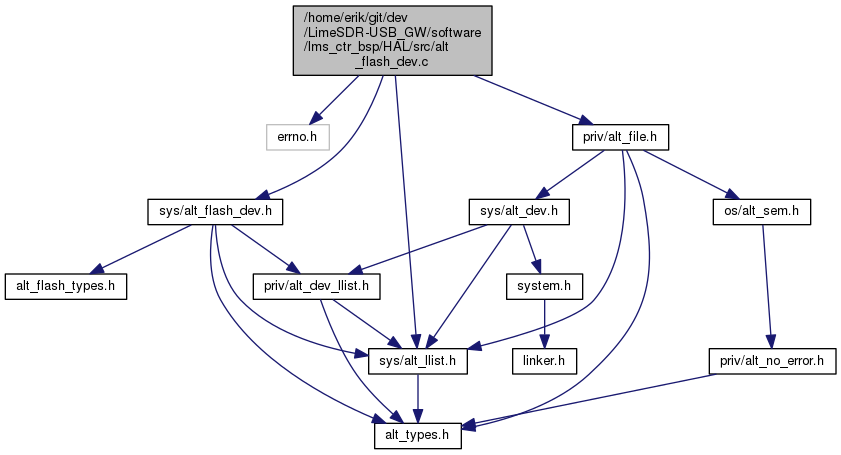 /home/erik/git/dev
/LimeSDR-USB_GW/software
/lms_ctr_bsp/HAL/src/alt
_flash_dev.c
errno.h
priv/alt_file.h
sys/alt_flash_dev.h
sys/alt_dev.h
os/alt_sem.h
alt_flash_types.h
priv/alt_dev_llist.h
system.h
sys/alt_llist.h
linker.h
priv/alt_no_error.h
alt_types.h